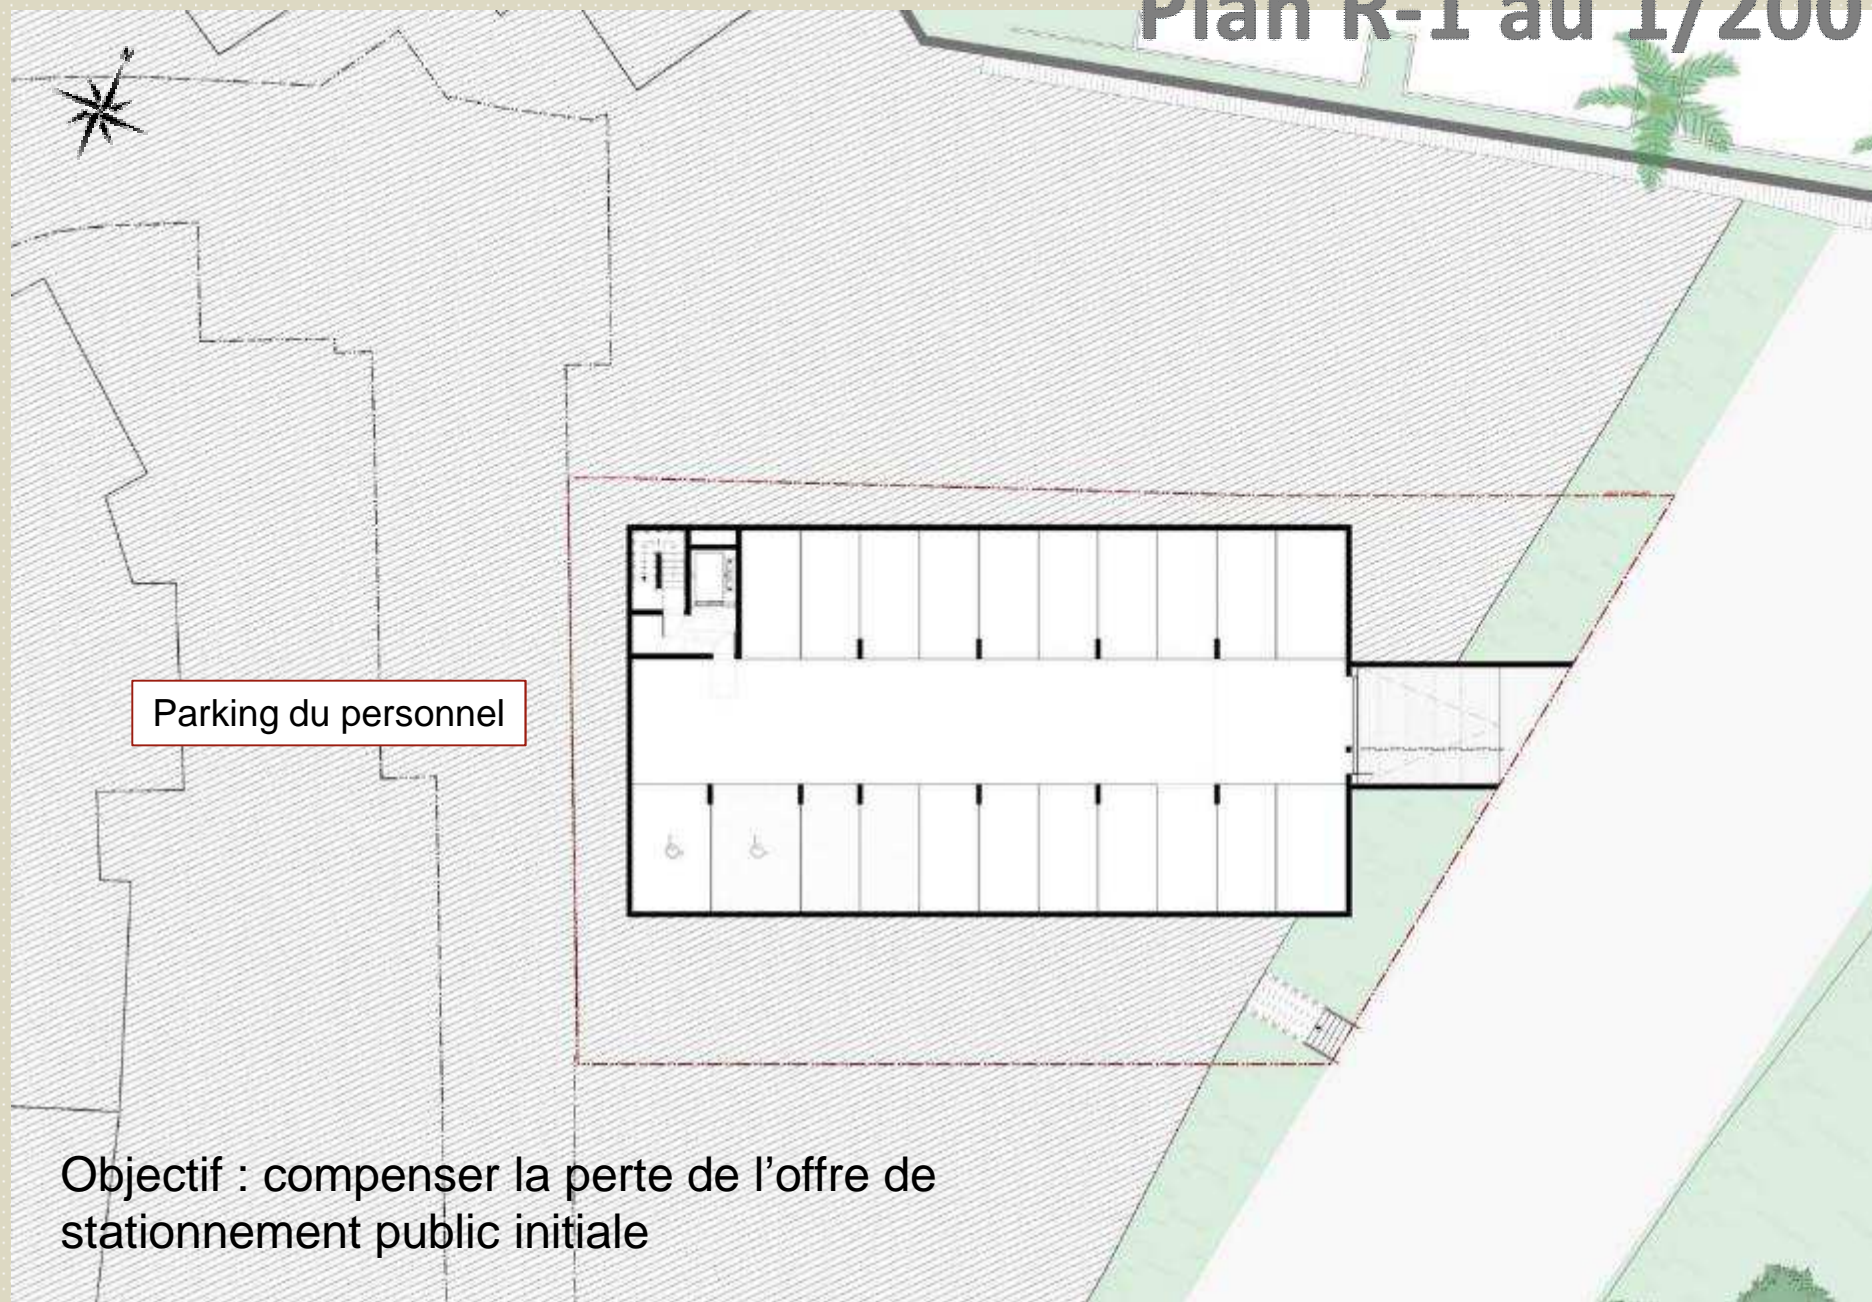 Plan R-1 au 1/200
Parking du personnel
Objectif : compenser la perte de l’offre de
stationnement public initiale